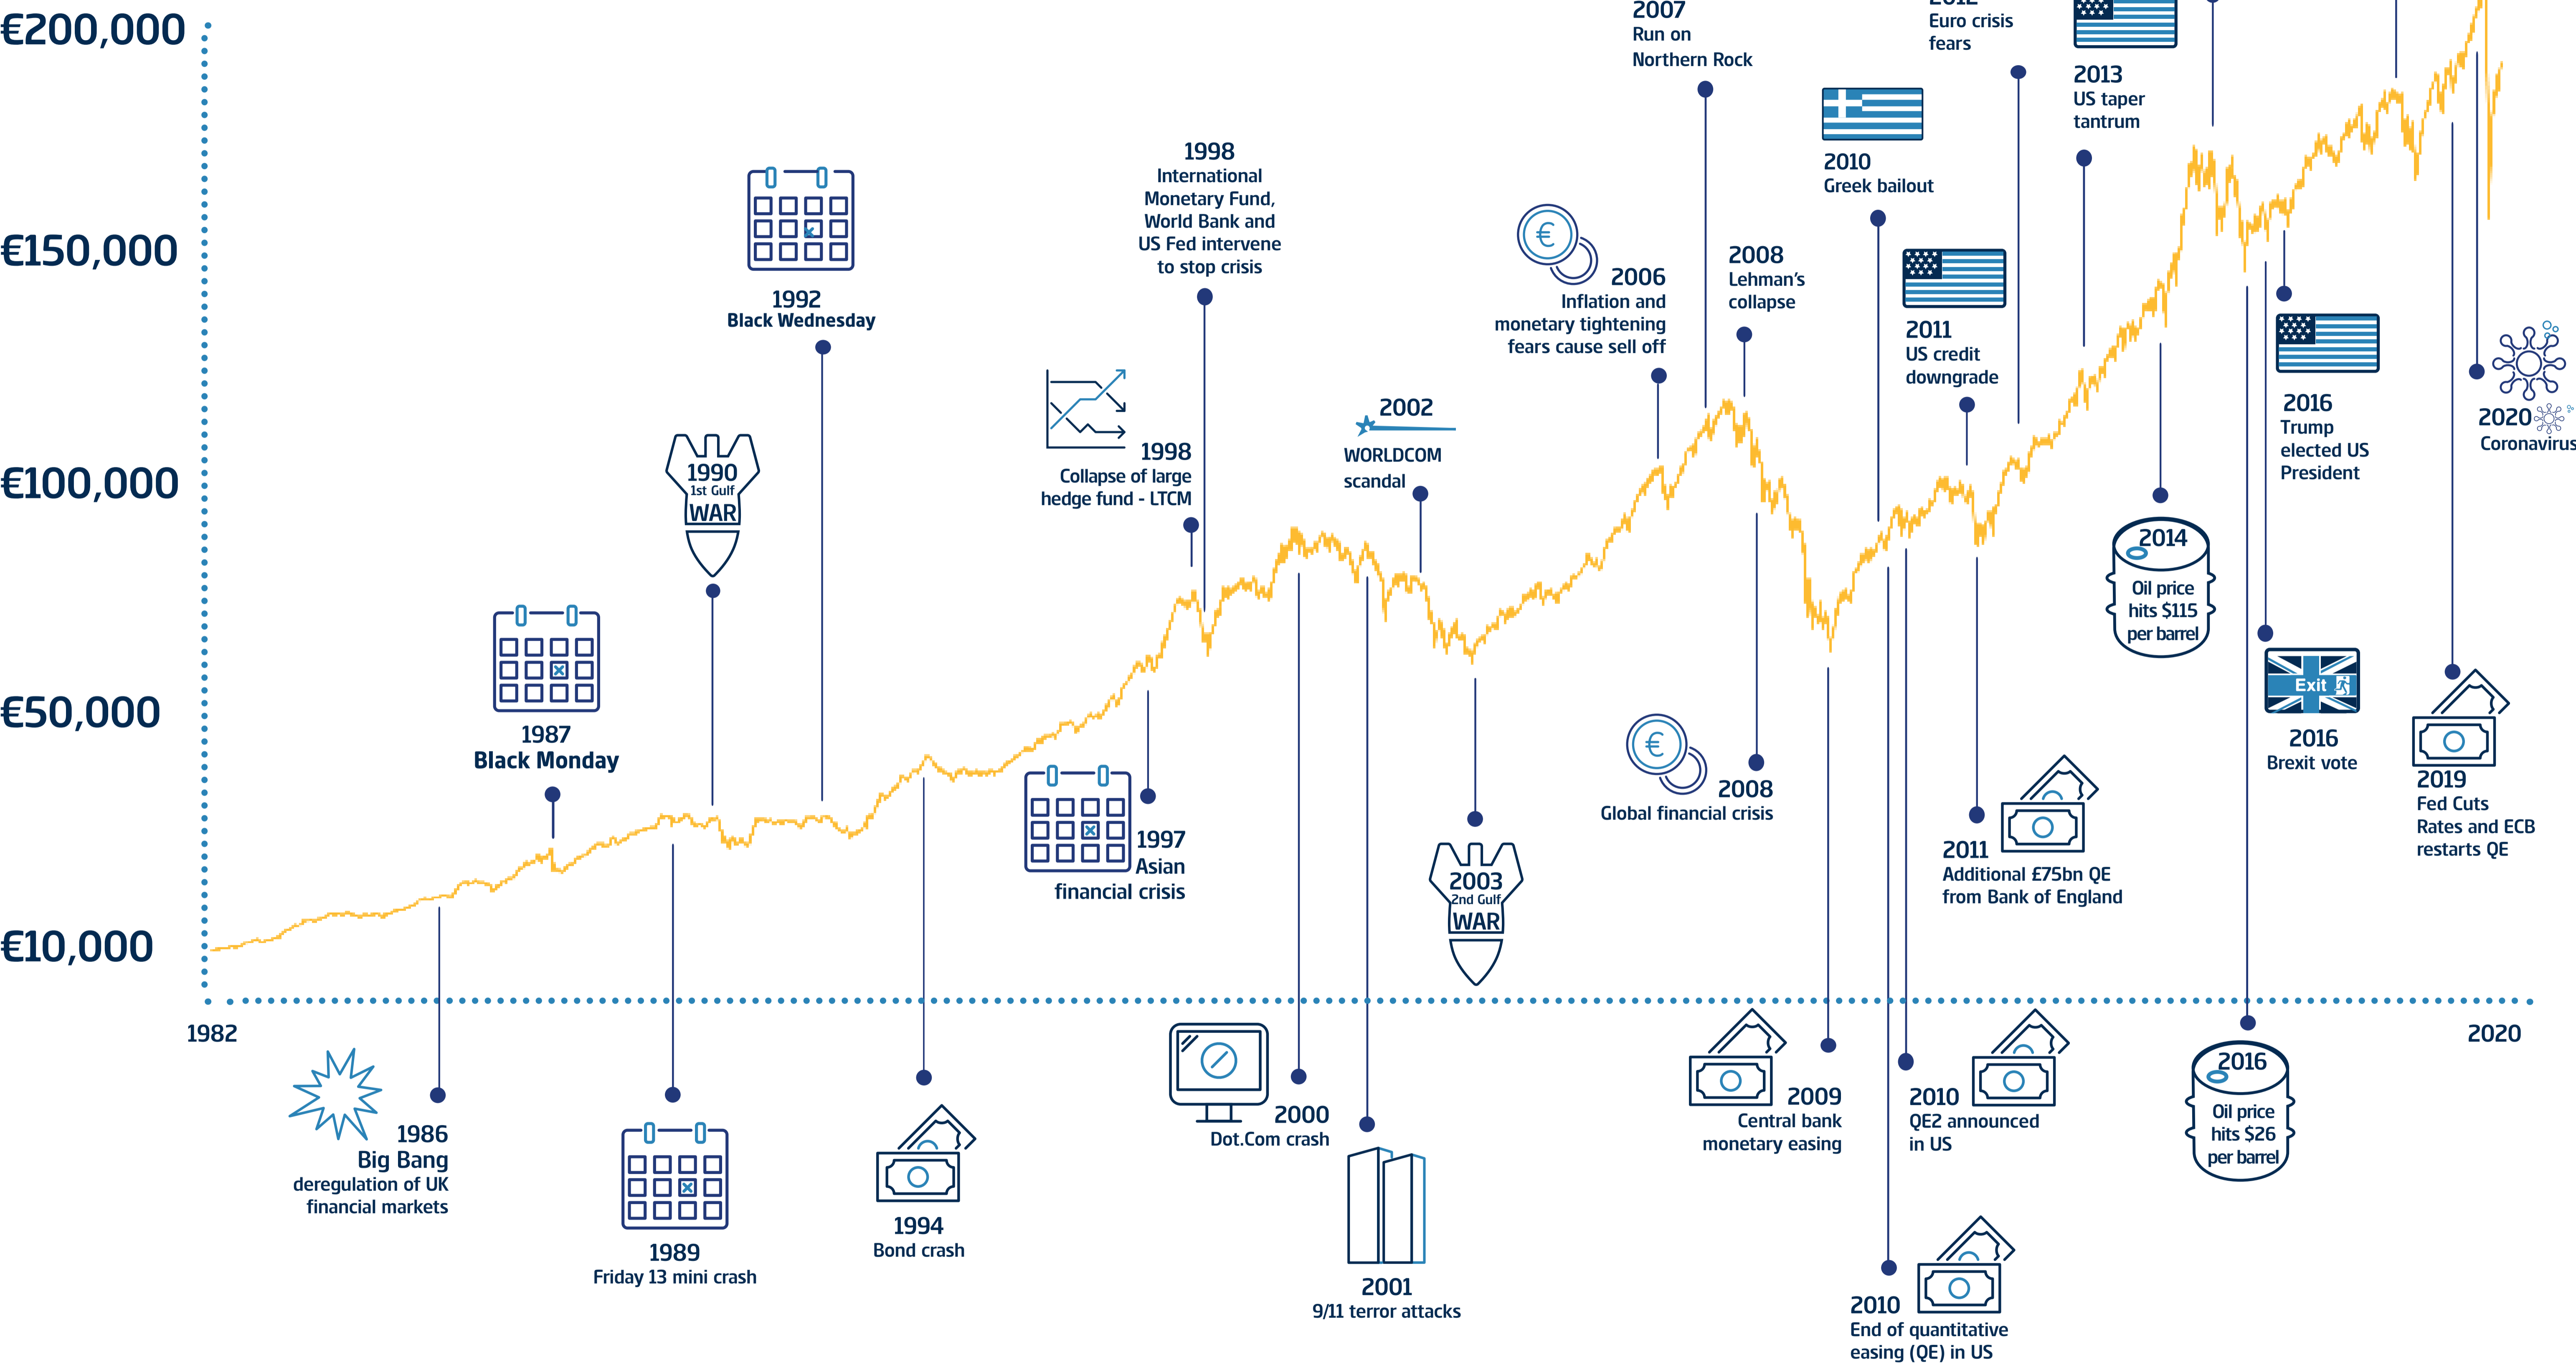 €200,000
€150,000
€100,000
€50,000
€10,000
1982
2020
1986
Big Bang
deregulation of UK
financial markets
1987
Black Monday
1989
Friday 13 mini crash
1990
1st Gulf
WAR
1992
Black Wednesday
1994
Bond crash
1997
Asian
financial crisis
1998
Collapse of large
hedge fund - LTCM
1998
International
Monetary Fund,
World Bank and
US Fed intervene
to stop crisis
2000
Dot.Com crash
2001
9/11 terror attacks
2002
WORLDCOM
scandal
2003
2nd Gulf
WAR
2006
Inflation and
monetary tightening
fears cause sell off
2007
Run on
Northern Rock
2008
Lehman’s
collapse
2008
Global financial crisis
2009
Central bank
monetary easing
2010
Greek bailout
2010
End of quantitative
easing (QE) in US
2010
QE2 announced
in US
2011
US credit
downgrade
2011
Additional £75bn QE
from Bank of England
2012
Euro crisis
fears
2013
US taper
tantrum
2014
Oil price
hits $115
per barrel
2016
Oil price
hits $26
per barrel
Exit
2016
Brexit vote
2016
Trump
elected US
President
2019
Fed Cuts
Rates and ECB
restarts QE
2020
Coronavirus